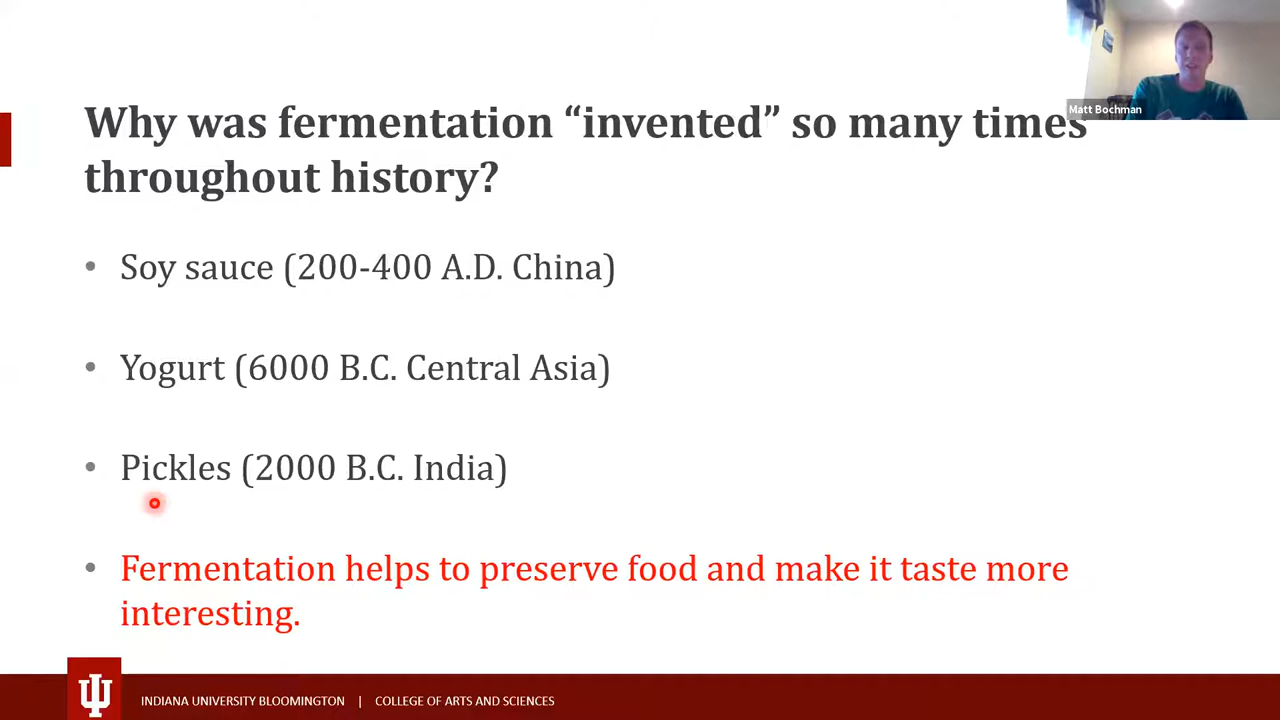 Matt Bochman
Why was fermentation “invented” so many times
throughout history?
• Soy sauce (200-400 A.D. China)
• Yogurt (6000 B.C. Central Asia)
• Pickles (2000 B.C. India)
• Fermentation helps to preserve food and make it taste more
interesting.
INDIANA UNIVERSITY BLOOMINGTON | COLLEGE OF ARTS AND SCIENCES